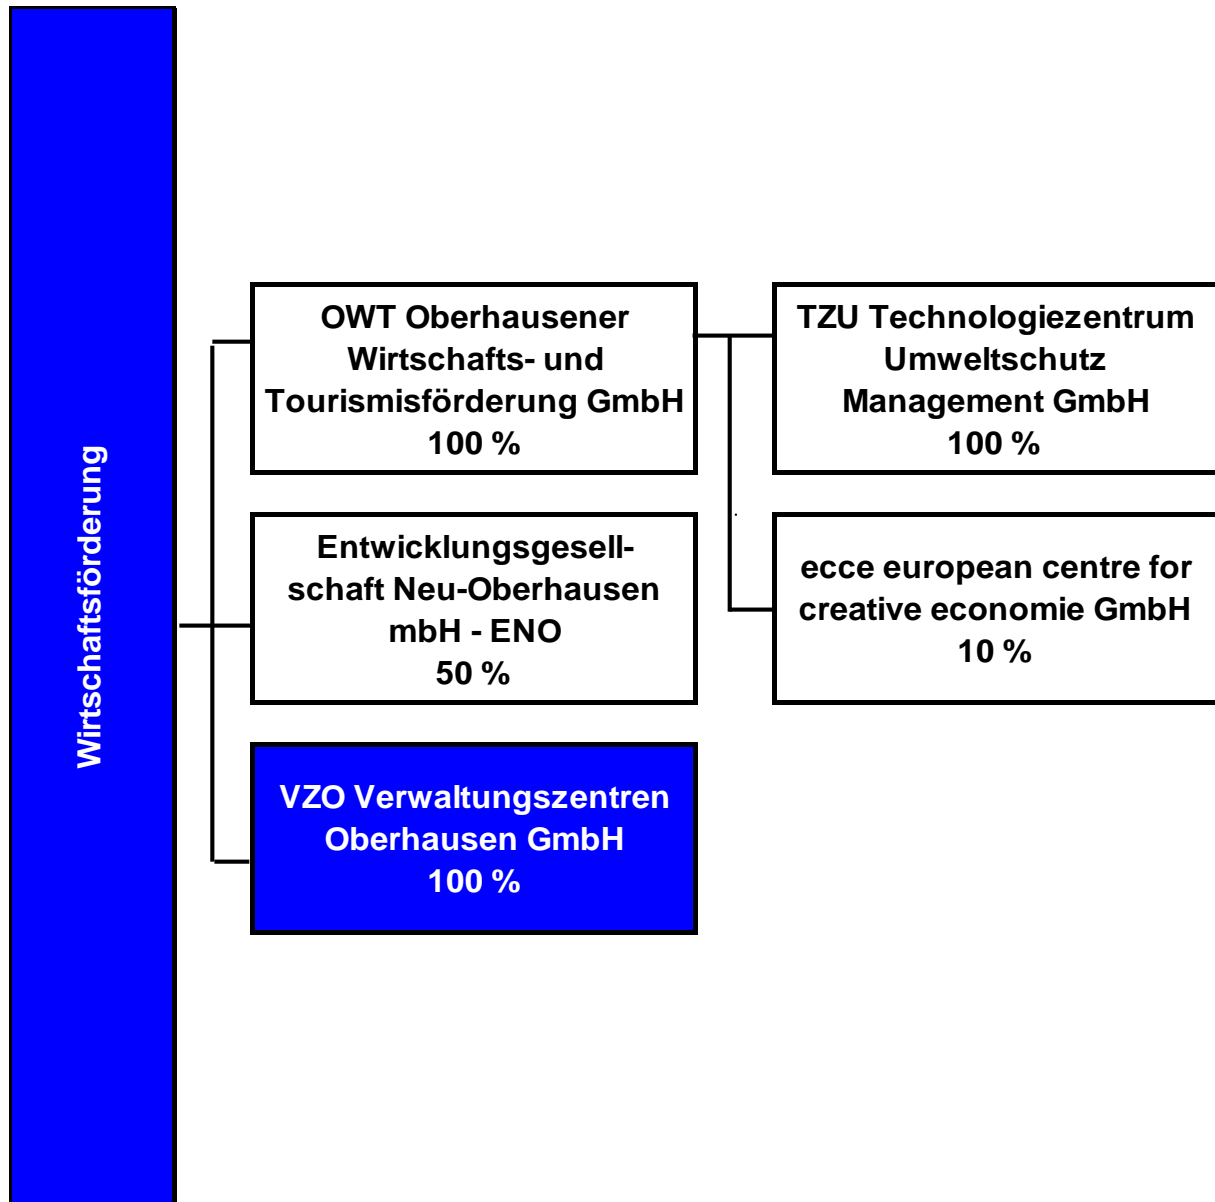 Wirtschaftsförderung
OWT Oberhausener
Wirtschafts- und
Tourismisförderung GmbH
100 %
TZU Technologiezentrum
Umweltschutz
Management GmbH
100 %
Entwicklungsgesell-
schaft Neu-Oberhausen
mbH - ENO
50 %
ecce european centre for
creative economie GmbH
10 %
VZO Verwaltungszentren
Oberhausen GmbH
100 %